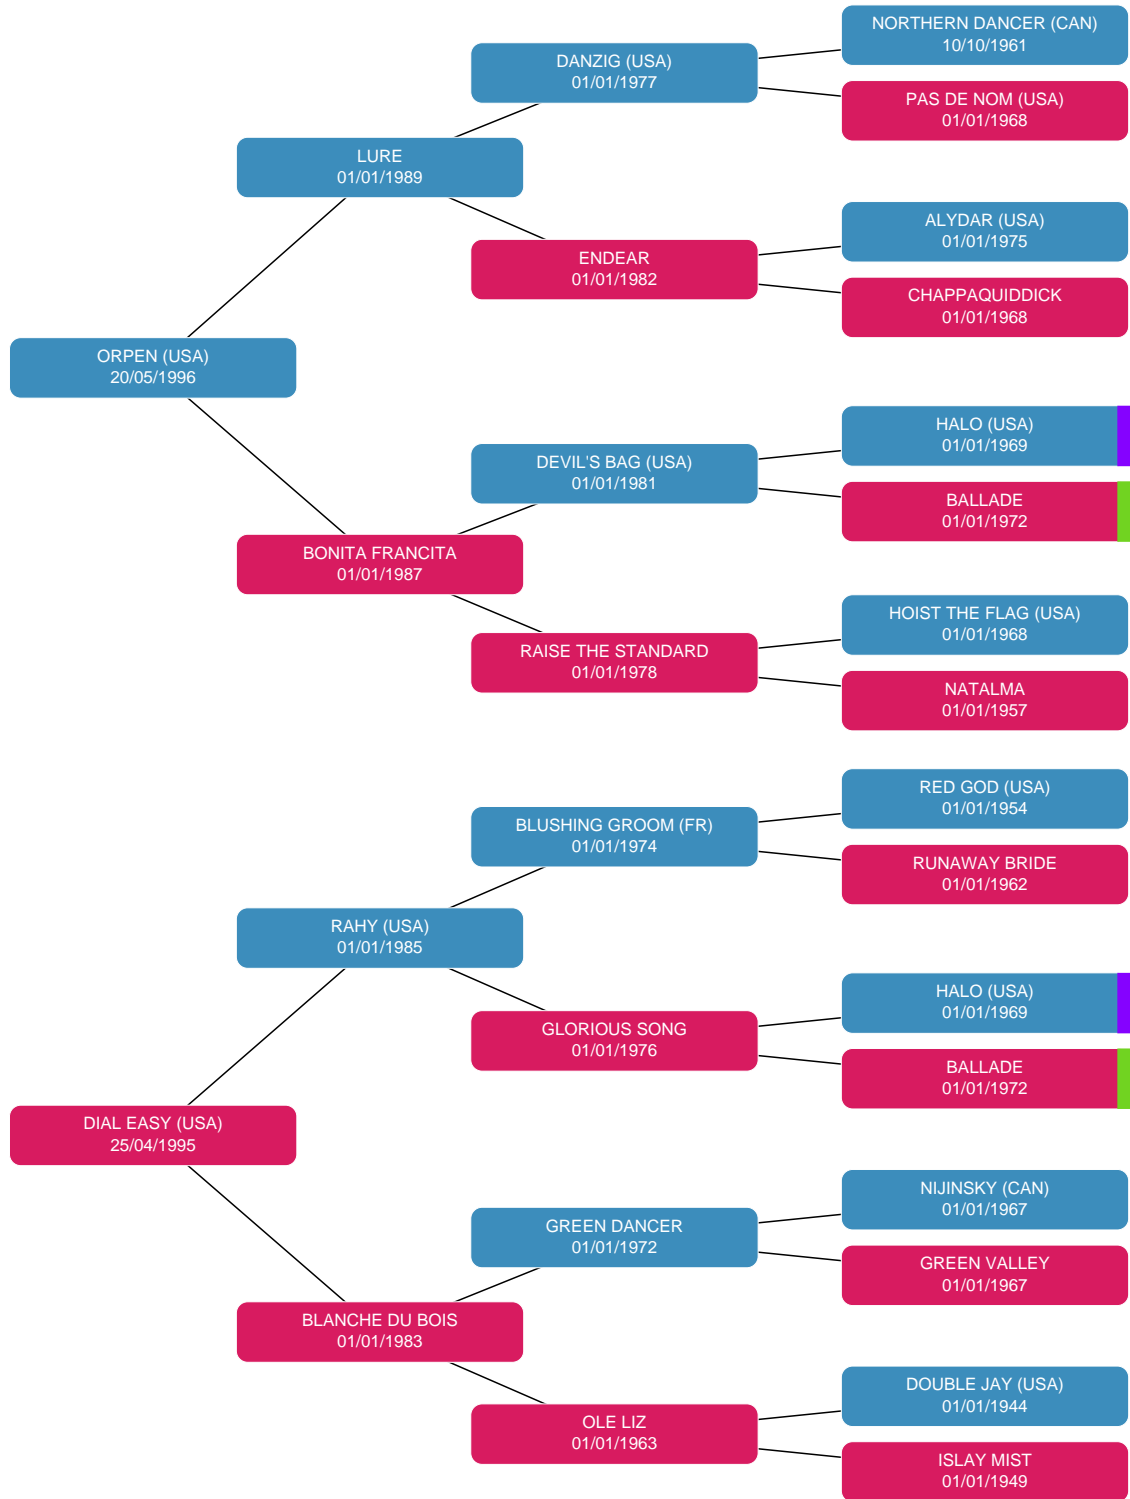 NORTHERN DANCER (CAN)
10/10/1961
DANZIG (USA)
01/01/1977
PAS DE NOM (USA)
01/01/1968
LURE
01/01/1989
ALYDAR (USA)
01/01/1975
ENDEAR
01/01/1982
CHAPPAQUIDDICK
01/01/1968
ORPEN (USA)
20/05/1996
HALO (USA)
01/01/1969
DEVIL'S BAG (USA)
01/01/1981
BALLADE
01/01/1972
BONITA FRANCITA
01/01/1987
HOIST THE FLAG (USA)
01/01/1968
RAISE THE STANDARD
01/01/1978
NATALMA
01/01/1957
RED GOD (USA)
01/01/1954
BLUSHING GROOM (FR)
01/01/1974
RUNAWAY BRIDE
01/01/1962
RAHY (USA)
01/01/1985
HALO (USA)
01/01/1969
GLORIOUS SONG
01/01/1976
BALLADE
01/01/1972
DIAL EASY (USA)
25/04/1995
NIJINSKY (CAN)
01/01/1967
GREEN DANCER
01/01/1972
GREEN VALLEY
01/01/1967
BLANCHE DU BOIS
01/01/1983
DOUBLE JAY (USA)
01/01/1944
OLE LIZ
01/01/1963
ISLAY MIST
01/01/1949